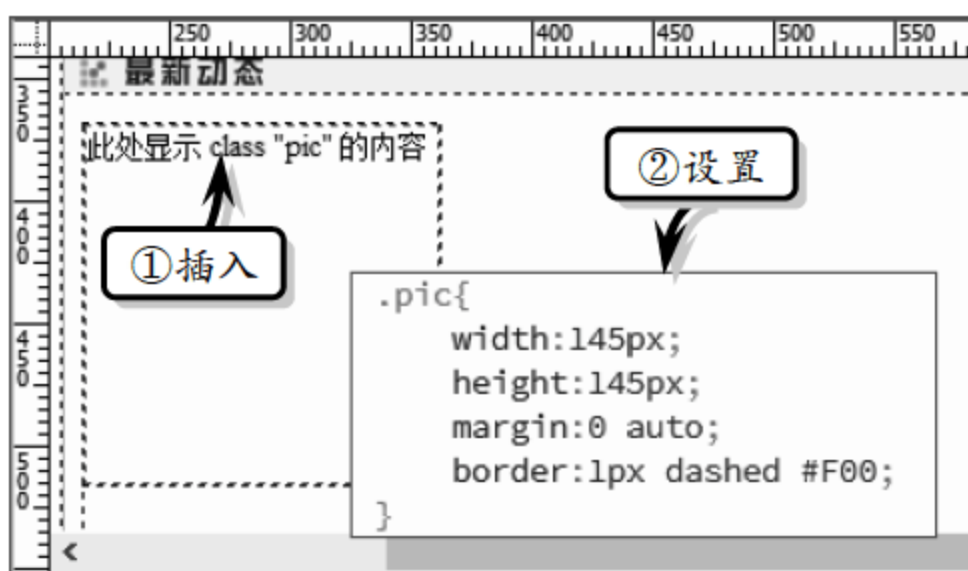 250 300 350 400 450 500 550
最新动态
350
400
450
500
此处显示 class "pic" 的内容
②设置
①插入
.pic{
width:145px;
height:145px;
margin:0 auto;
border:1px dashed #F00;
}